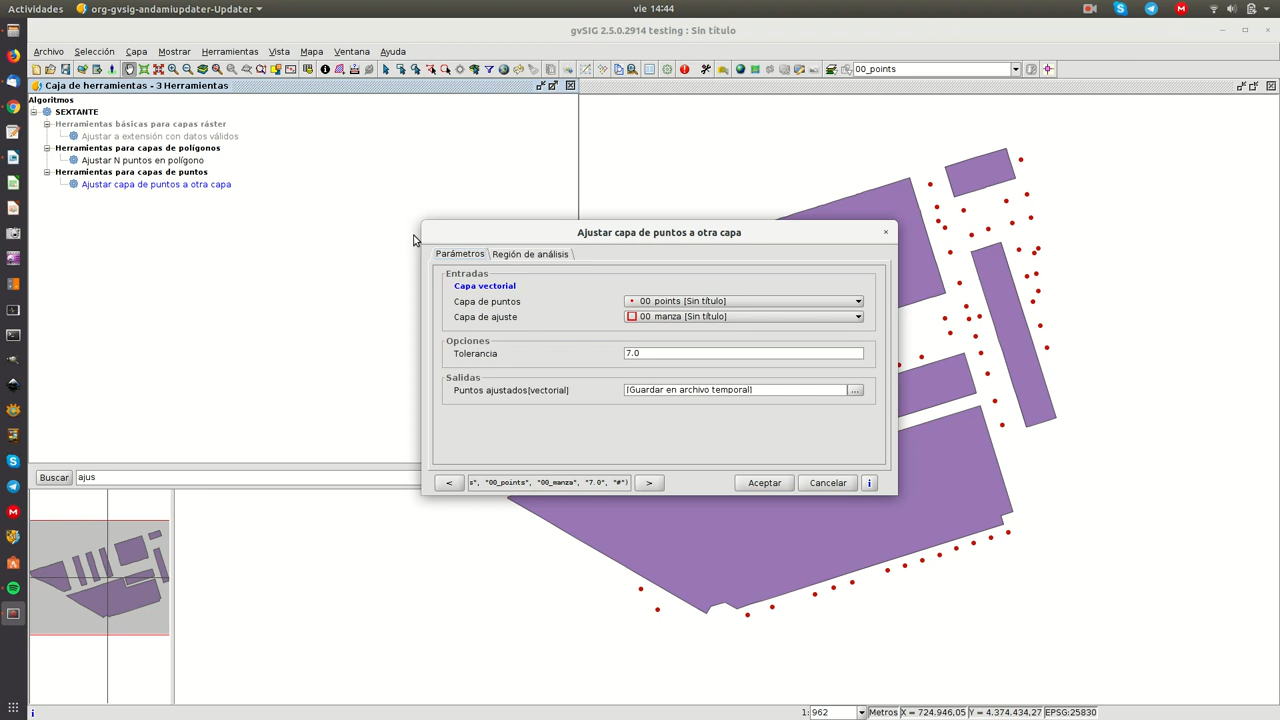 Actividades
org-gvsig-andamiupdater-Updater
vie 14:44
gvSIG 2.5.0.2914 testing : Sin título
Archivo Selección Capa Mostrar Herramientas Vista Mapa Ventana Ayuda
00_points
Caja de herramientas - 3 Herramientas
Algoritmos
SEXTANTE
Herramientas básicas para capas ráster
Ajustar a extensión con datos válidos
Herramientas para capas de polígonos
Ajustar N puntos en polígono
Herramientas para capas de puntos
Ajustar capa de puntos a otra capa
Ajustar capa de puntos a otra capa
Parámetros Región de análisis
Entradas
Capa vectorial
Capa de puntos 00 points [Sin título]
Capa de ajuste 00 manza [Sin título]
Opciones
Tolerancia 7.0
Salidas
Puntos ajustados[vectorial] [Guardar en archivo temporal] ...
Buscar ajus
< s", "00_points", "00_manza", "7.0", "#") > Aceptar Cancelar i
1: 962 Metros X = 724.946,05 Y = 4.374.434,27 EPSG:25830